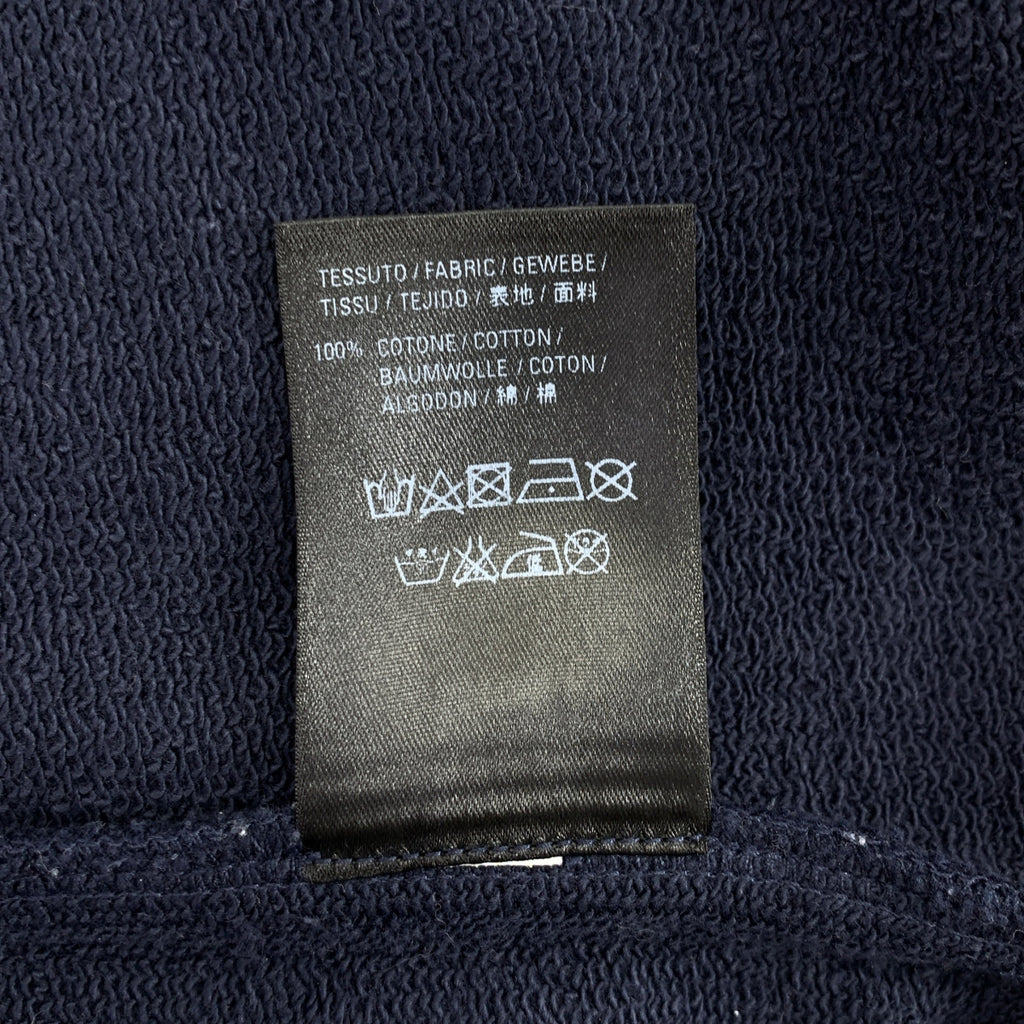 TESSUTO / FABRIC / GEWEBE /
TISSU / TEJIDO / 表地 / 面料
100% COTONE / COTTON /
BAUMWOLLE / COTON /
ALGODON / 綿 / 棉